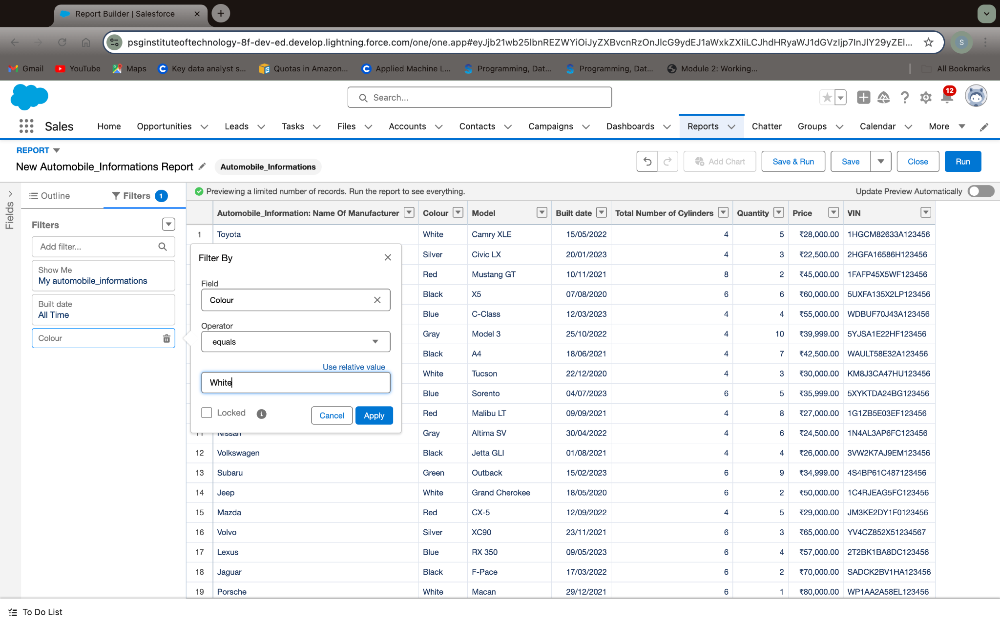 Report Builder | Salesforce
psginstituteoftechnology-8f-dev-ed.develop.lightning.force.com/one/one.app#eyJjb21wb25lbnREZWYiOiJyZXBvcnRzOnJlcG9ydEJ1aWxkZXIiLCJhdHRyaWJ1dGVzIjp7InJlY29yZEl...
S
Gmail YouTube Maps Key data analyst s... Quotas in Amazon... Applied Machine L... Programming, Dat... Programming, Dat... Module 2: Working... All Bookmarks
Search...
12
Sales Home Opportunities Leads Tasks Files Accounts Contacts Campaigns Dashboards Reports Chatter Groups Calendar More
REPORT
New Automobile_Informations Report Automobile_Informations
Add Chart Save & Run Save Close Run
Fields
Outline Filters 1
Previewing a limited number of records. Run the report to see everything. Update Preview Automatically
Filters
Add filter...
Show Me
My automobile_informations
Built date
All Time
Colour
Filter By
Field
Colour
Operator
equals
Use relative value
White
Locked Cancel Apply
Automobile_Information: Name Of Manufacturer Colour Model Built date Total Number of Cylinders Quantity Price VIN
1 Toyota White Camry XLE 15/05/2022 4 5 ₹28,000.00 1HGCM82633A123456
Silver Civic LX 20/01/2023 4 3 ₹22,500.00 2HGFA16586H123456
Red Mustang GT 10/11/2021 8 2 ₹45,000.00 1FAFP45X5WF123456
Black X5 07/08/2020 6 6 ₹60,000.00 5UXFA135X2LP123456
Blue C-Class 12/03/2023 4 4 ₹55,000.00 WDBUF70J43A123456
Gray Model 3 25/10/2022 4 10 ₹39,999.00 5YJSA1E22HF123456
Black A4 18/06/2021 4 7 ₹42,500.00 WAULT58E32A123456
White Tucson 22/12/2020 4 3 ₹30,000.00 KM8J3CA47HU123456
Blue Sorento 04/07/2023 6 5 ₹35,999.00 5XYKTDA24BG123456
Red Malibu LT 09/09/2021 4 8 ₹27,000.00 1G1ZB5E03EF123456
11 Nissan Gray Altima SV 30/04/2022 4 6 ₹24,500.00 1N4AL3AP6FC123456
12 Volkswagen Black Jetta GLI 01/08/2021 4 4 ₹26,000.00 3VW2K7AJ9EM123456
13 Subaru Green Outback 15/02/2023 6 9 ₹34,999.00 4S4BP61C487123456
14 Jeep White Grand Cherokee 18/05/2020 6 2 ₹50,000.00 1C4RJEAG5FC123456
15 Mazda Red CX-5 12/09/2022 4 5 ₹29,000.00 JM3KE2DY1F0123456
16 Volvo Silver XC90 23/11/2021 6 3 ₹65,000.00 YV4CZ852X51234567
17 Lexus Blue RX 350 09/05/2023 6 4 ₹57,000.00 2T2BK1BA8DC123456
18 Jaguar Black F-Pace 17/03/2022 6 2 ₹70,000.00 SADCK2BV1HA123456
19 Porsche White Macan 29/12/2021 6 1 ₹80,000.00 WP1AA2A58EL123456
To Do List